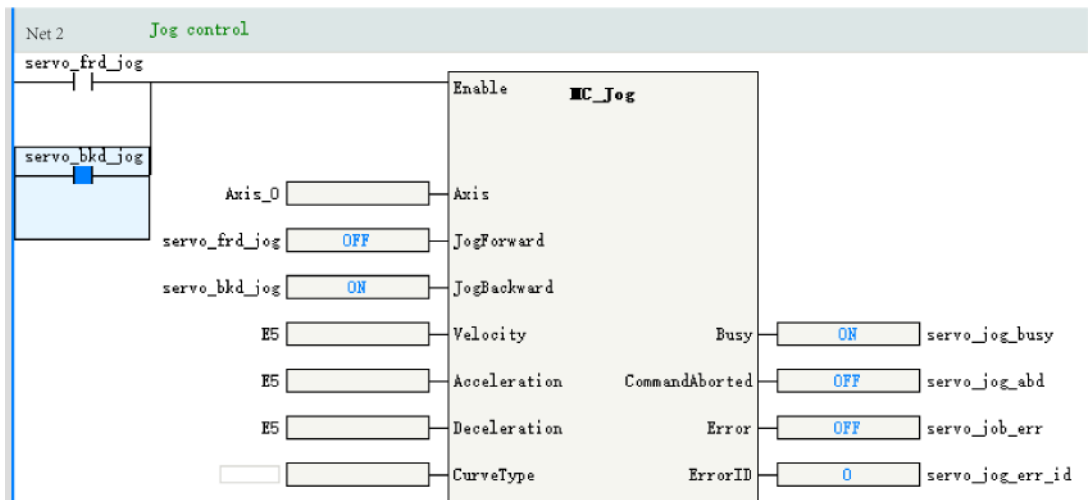 Net 2 Jog control
servo_frd_jog
Enable MC_Jog
servo_bkd_jog
Axis_0 Axis
servo_frd_jog OFF JogForward
servo_bkd_jog ON JogBackward
E5 Velocity Busy ON servo_jog_busy
E5 Acceleration CommandAborted OFF servo_jog_abd
E5 Deceleration Error OFF servo_job_err
CurveType ErrorID 0 servo_jog_err_id